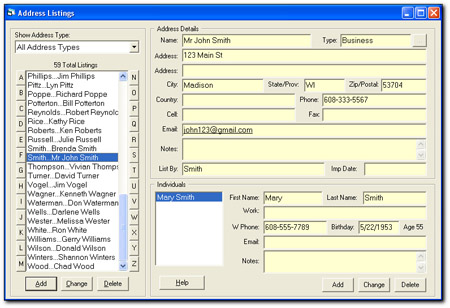 Address Listings
Show Address Type:
All Address Types
59 Total Listings
A
B
C
D
E
F
G
H
I
J
K
L
M
Phillips...Jim Phillips
Pittz...Lyn Pittz
Poppe...Richard Poppe
Potterton...Bill Potterton
Reynolds...Robert Reynolds
Rice...Kathy Rice
Roberts...Ken Roberts
Russell...Julie Russell
Smith...Brenda Smith
Smith...Mr John Smith
Thompson...Vivian Thomps
Turner...David Turner
Vogel...Jim Vogel
Wagner...Kenneth Wagner
Waterman...Don Waterman
Wells...Darlene Wells
Wester...Melissa Wester
White...Ron White
Williams...Gerry Williams
Wilson...Donald Wilson
Winters...Shannon Winters
Wood...Chad Wood
N
O
P
Q
R
S
T
U
V
W
X
Y
Z
Add Change Delete
Address Details
Name: Mr John Smith Type: Business
Address: 123 Main St
Address:
City: Madison State/Prov: WI Zip/Postal: 53704
Country: Phone: 608-333-5567
Cell: Fax:
Email: john123@gmail.com
Notes:
List By: Smith Imp Date:
Individuals
Mary Smith
First Name: Mary Last Name: Smith
Work:
W Phone: 608-555-7789 Birthday: 5/22/1953 Age 55
Email:
Notes:
Help Add Change Delete